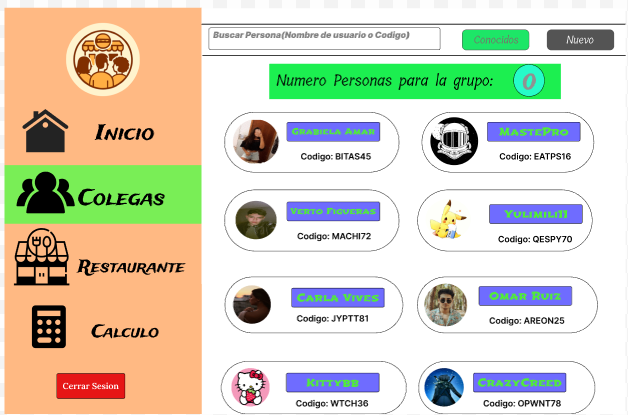 Buscar Persona(Nombre de usuario o Codigo)
Conocidos
Nuevo
Numero Personas para la grupo:
0
Inicio
Colegas
Restaurante
Calculo
Cerrar Sesion
Grabiela Amar
Codigo: BITAS45
MastePro
Codigo: EATPS16
Verto Figueras
Codigo: MACHI72
Yulimili11
Codigo: QESPY70
Carla Vives
Codigo: JYPTT81
Omar Ruiz
Codigo: AREON25
KittyBB
Codigo: WTCH36
CrazyCreed
Codigo: OPWNT78